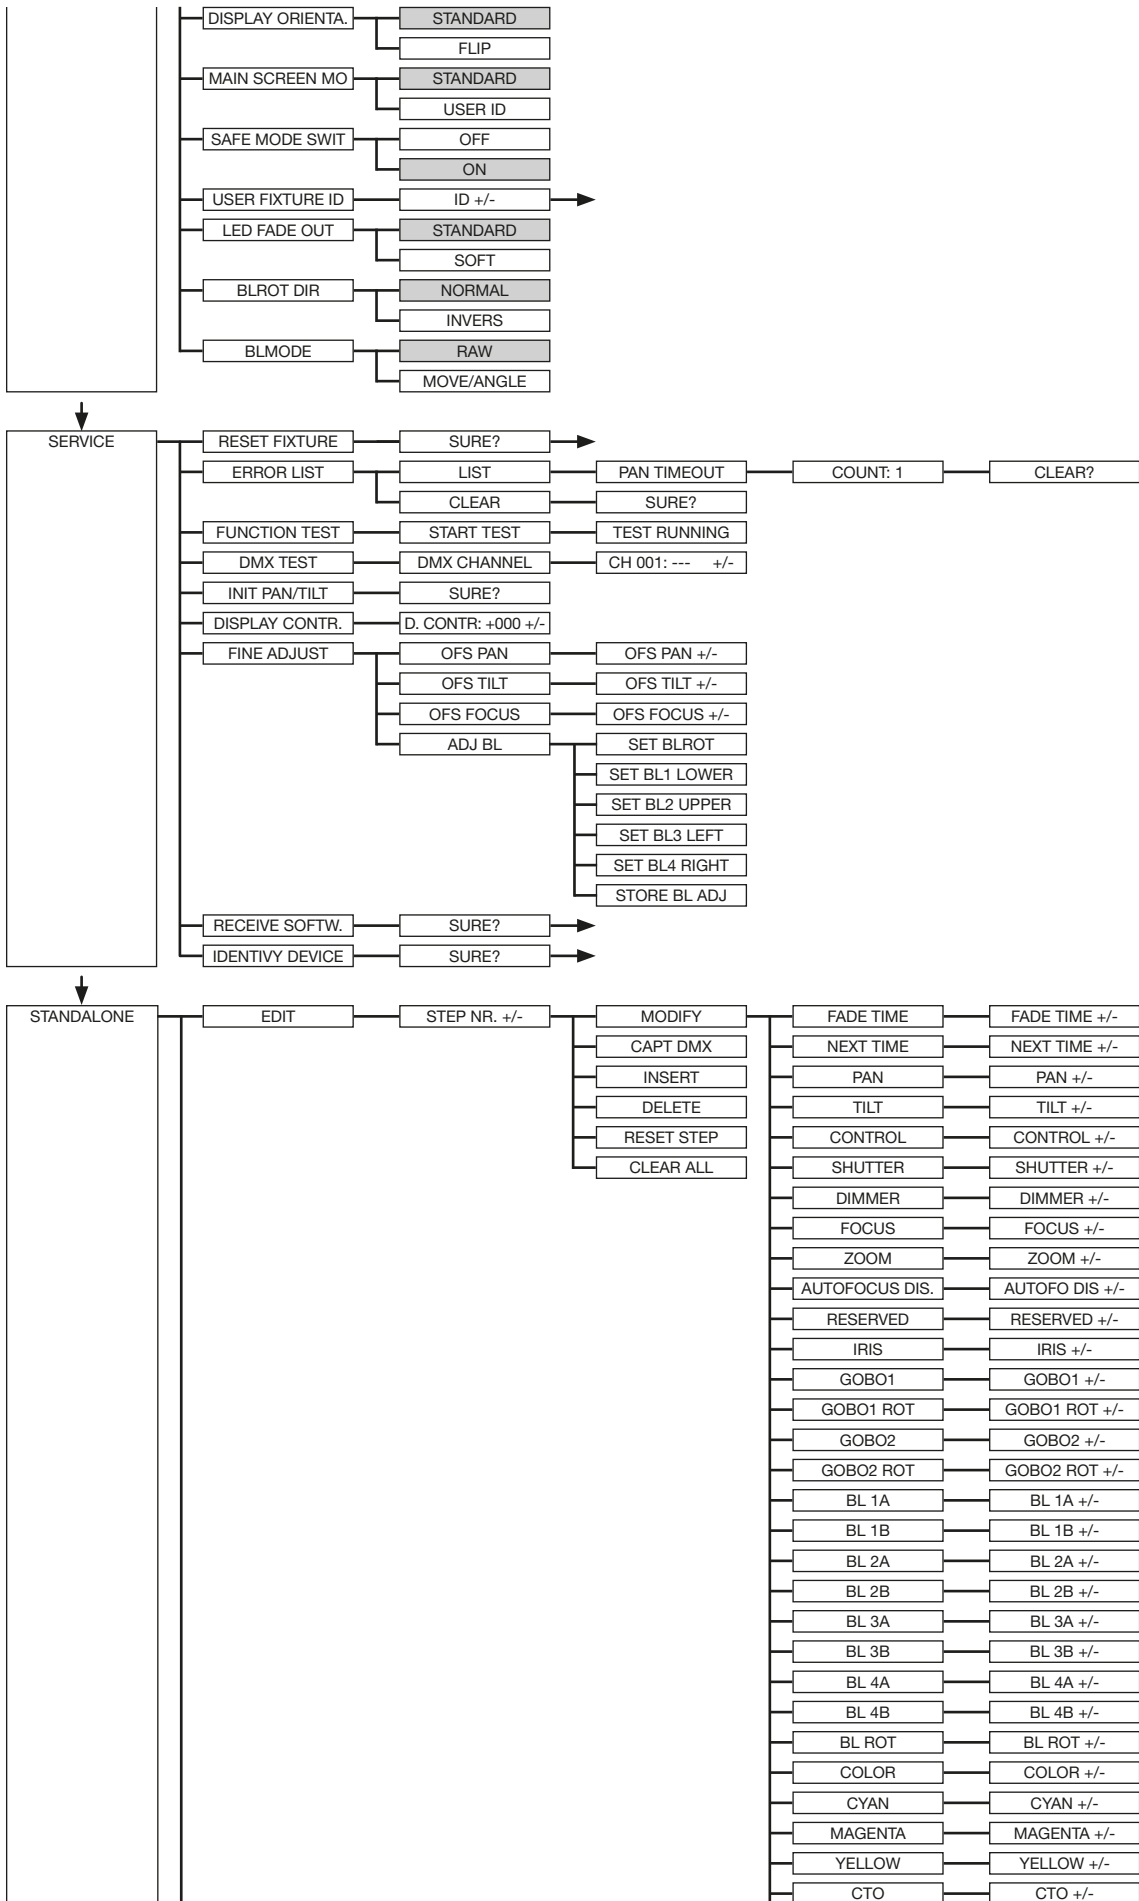 DISPLAY ORIENTA. STANDARD
FLIP
MAIN SCREEN MO STANDARD
USER ID
SAFE MODE SWIT OFF
ON
USER FIXTURE ID ID +/-
LED FADE OUT STANDARD
SOFT
BLROT DIR NORMAL
INVERS
BLMODE RAW
MOVE/ANGLE
SERVICE RESET FIXTURE SURE?
ERROR LIST LIST PAN TIMEOUT COUNT: 1 CLEAR?
CLEAR SURE?
FUNCTION TEST START TEST TEST RUNNING
DMX TEST DMX CHANNEL CH 001: --- +/-
INIT PAN/TILT SURE?
DISPLAY CONTR. D. CONTR: +000 +/-
FINE ADJUST OFS PAN OFS PAN +/-
OFS TILT OFS TILT +/-
OFS FOCUS OFS FOCUS +/-
ADJ BL SET BLROT
SET BL1 LOWER
SET BL2 UPPER
SET BL3 LEFT
SET BL4 RIGHT
STORE BL ADJ
RECEIVE SOFTW. SURE?
IDENTIVY DEVICE SURE?
STANDALONE EDIT STEP NR. +/- MODIFY FADE TIME FADE TIME +/-
CAPT DMX NEXT TIME NEXT TIME +/-
INSERT PAN PAN +/-
DELETE TILT TILT +/-
RESET STEP CONTROL CONTROL +/-
CLEAR ALL SHUTTER SHUTTER +/-
DIMMER DIMMER +/-
FOCUS FOCUS +/-
ZOOM ZOOM +/-
AUTOFOCUS DIS. AUTOFO DIS +/-
RESERVED RESERVED +/-
IRIS IRIS +/-
GOBO1 GOBO1 +/-
GOBO1 ROT GOBO1 ROT +/-
GOBO2 GOBO2 +/-
GOBO2 ROT GOBO2 ROT +/-
BL 1A BL 1A +/-
BL 1B BL 1B +/-
BL 2A BL 2A +/-
BL 2B BL 2B +/-
BL 3A BL 3A +/-
BL 3B BL 3B +/-
BL 4A BL 4A +/-
BL 4B BL 4B +/-
BL ROT BL ROT +/-
COLOR COLOR +/-
CYAN CYAN +/-
MAGENTA MAGENTA +/-
YELLOW YELLOW +/-
CTO CTO +/-